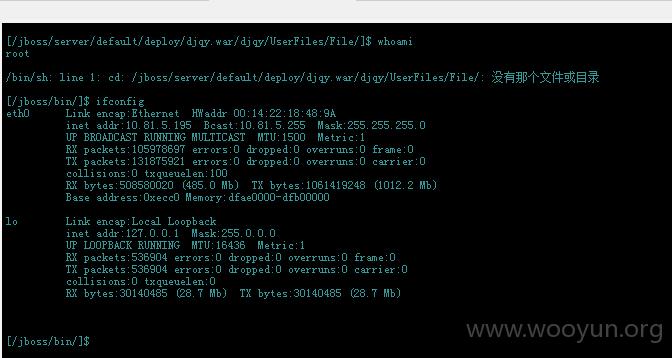 [/jboss/server/default/deploy/djqy.war/djqy/UserFiles/File/]$ whoami
root
/bin/sh: line 1: cd: /jboss/server/default/deploy/djqy.war/djqy/UserFiles/File/: 没有那个文件或目录
[/jboss/bin/]$ ifconfig
eth0 Link encap:Ethernet HWaddr 00:14:22:18:48:9A
inet addr:10.81.5.195 Bcast:10.81.5.255 Mask:255.255.255.0
UP BROADCAST RUNNING MULTICAST MTU:1500 Metric:1
RX packets:105978697 errors:0 dropped:0 overruns:0 frame:0
TX packets:131875921 errors:0 dropped:0 overruns:0 carrier:0
collisions:0 txqueuelen:100
RX bytes:508580020 (485.0 Mb) TX bytes:1061419248 (1012.2 Mb)
Base address:0xecc0 Memory:dfae0000-dfb00000
lo Link encap:Local Loopback
inet addr:127.0.0.1 Mask:255.0.0.0
UP LOOPBACK RUNNING MTU:16436 Metric:1
RX packets:536904 errors:0 dropped:0 overruns:0 frame:0
TX packets:536904 errors:0 dropped:0 overruns:0 carrier:0
collisions:0 txqueuelen:0
RX bytes:30140485 (28.7 Mb) TX bytes:30140485 (28.7 Mb)
www.wooyun.org
[/jboss/bin/]$